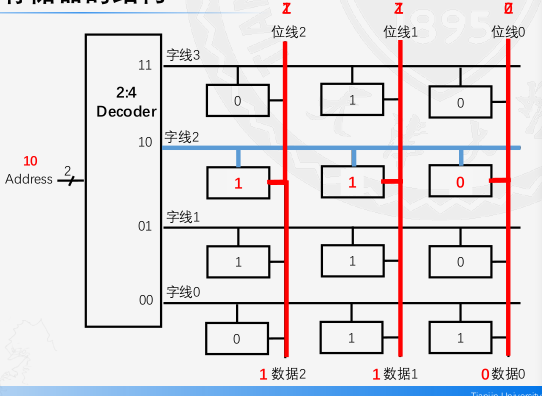 存储器的结构
位线2 位线1 位线0
11 字线3
0 1 0
2:4
Decoder
10 字线2
10
Address 2
1 1 0
01 字线1
1 1 0
00 字线0
0 1 1
1 数据2 1 数据1 0 数据0
1895
Tianjin University